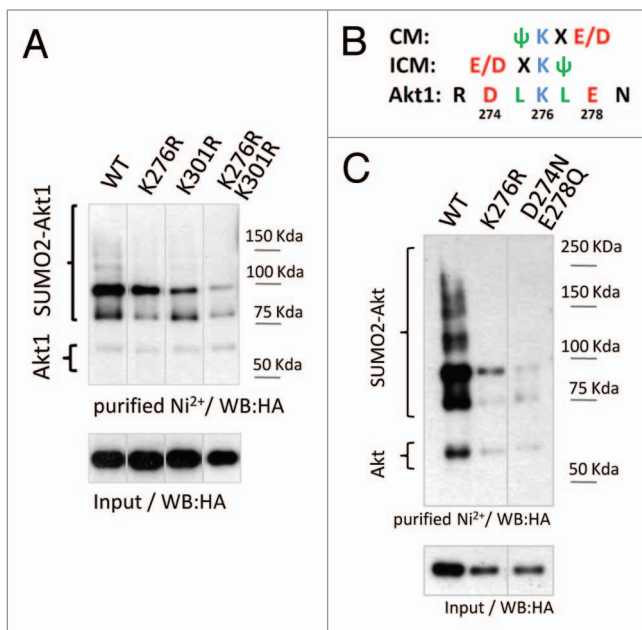 A
WT
K276R
K301R
K276R
K301R
SUMO2-Akt1
Akt1
150 Kda
100 Kda
75 Kda
50 Kda
purified Ni²⁺/ WB:HA
Input / WB:HA
B
CM: ψ K X E/D
ICM: E/D X K ψ
Akt1: R D L K L E N
274 276 278
C
WT
K276R
D274N
E278Q
SUMO2-Akt
Akt
250 KDa
150 Kda
100 Kda
75 Kda
50 Kda
purified Ni²⁺/ WB:HA
Input / WB:HA